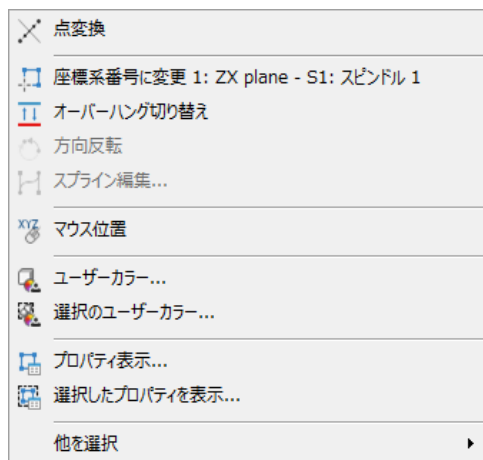 点変換
座標系番号に変更 1: ZX plane - S1: スピンドル 1
オーバーハング切り替え
方向反転
スプライン編集...
XYZ マウス位置
ユーザーカラー...
選択のユーザーカラー...
プロパティ表示...
選択したプロパティを表示...
他を選択